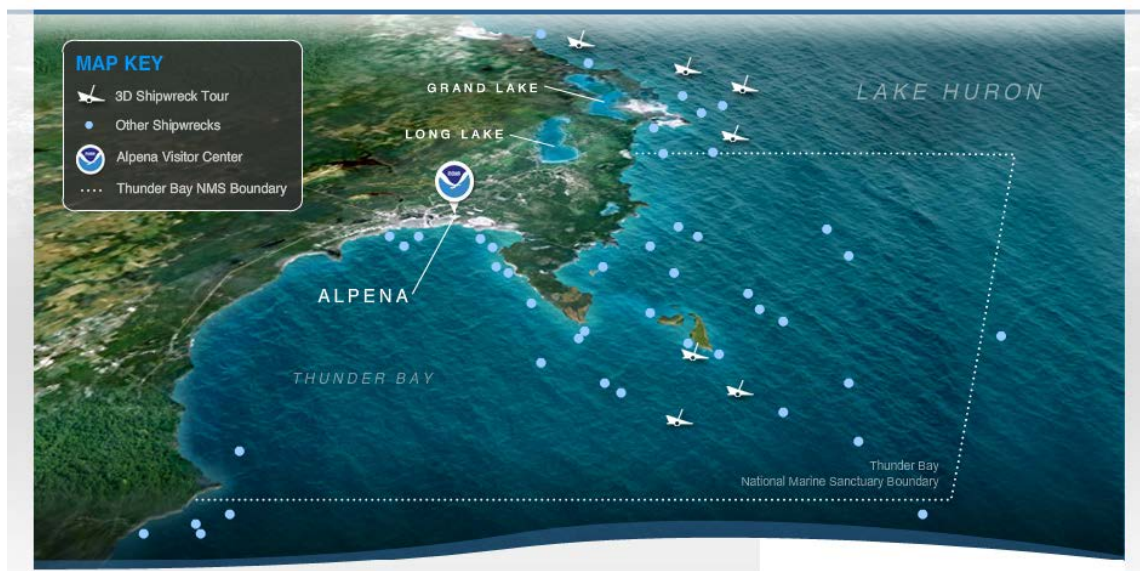 MAP KEY
3D Shipwreck Tour
Other Shipwrecks
Alpena Visitor Center
Thunder Bay NMS Boundary
GRAND LAKE
LAKE HURON
LONG LAKE
ALPENA
THUNDER BAY
Thunder Bay
National Marine Sanctuary Boundary